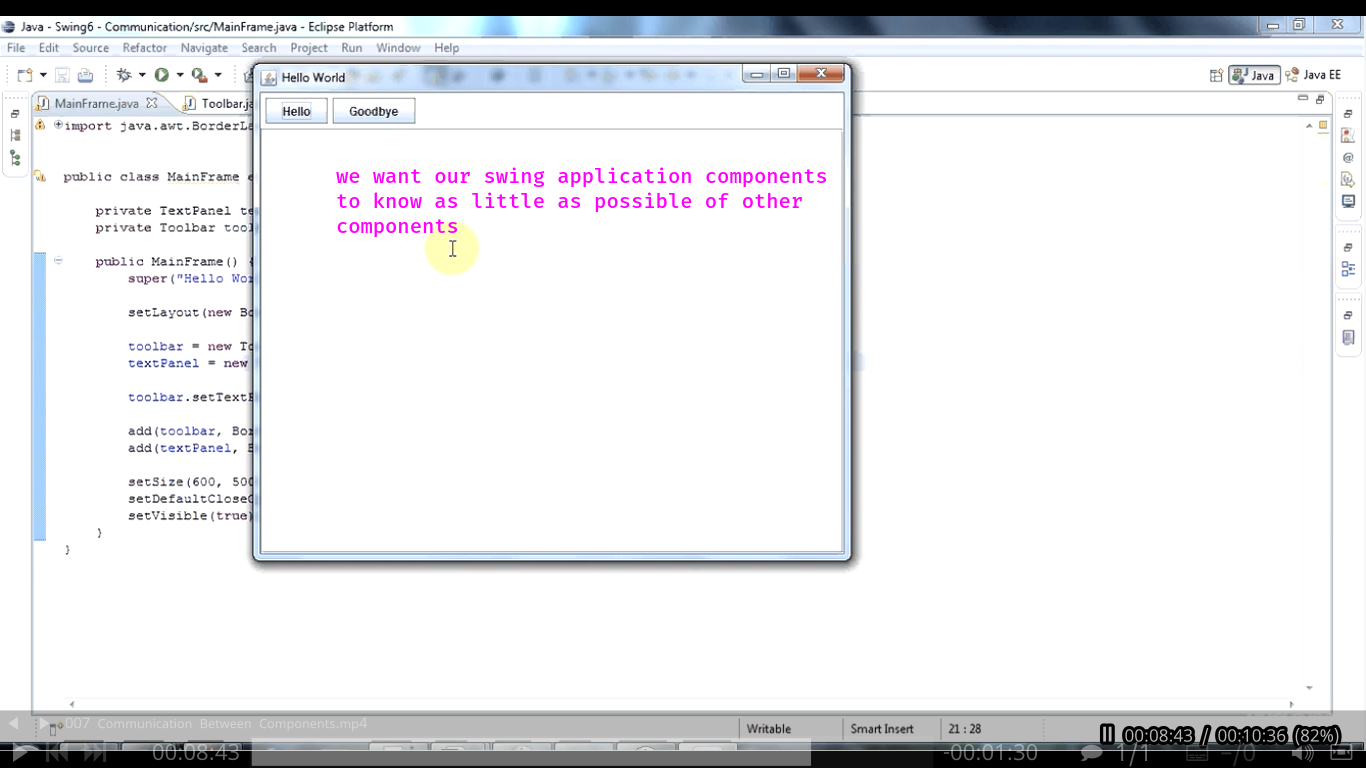 Java - Swing6 - Communication/src/MainFrame.java - Eclipse Platform
File Edit Source Refactor Navigate Search Project Run Window Help
Hello World
Java Java EE
MainFrame.java Toolbar.ja
Hello Goodbye
import java.awt.BorderLa
we want our swing application components
to know as little as possible of other
components
public class MainFrame e
private TextPanel te
private Toolbar tool
public MainFrame() {
super("Hello Wor
setLayout(new Bo
toolbar = new To
textPanel = new
toolbar.setTextP
add(toolbar, Bor
add(textPanel, B
setSize(600, 500
setDefaultCloseO
setVisible(true)
}
}
007 Communication Between Components.mp4
Writable Smart Insert 21 : 28
00:08:43 / 00:10:36 (82%)
00:08:43 -00:01:30 1/1 -/0